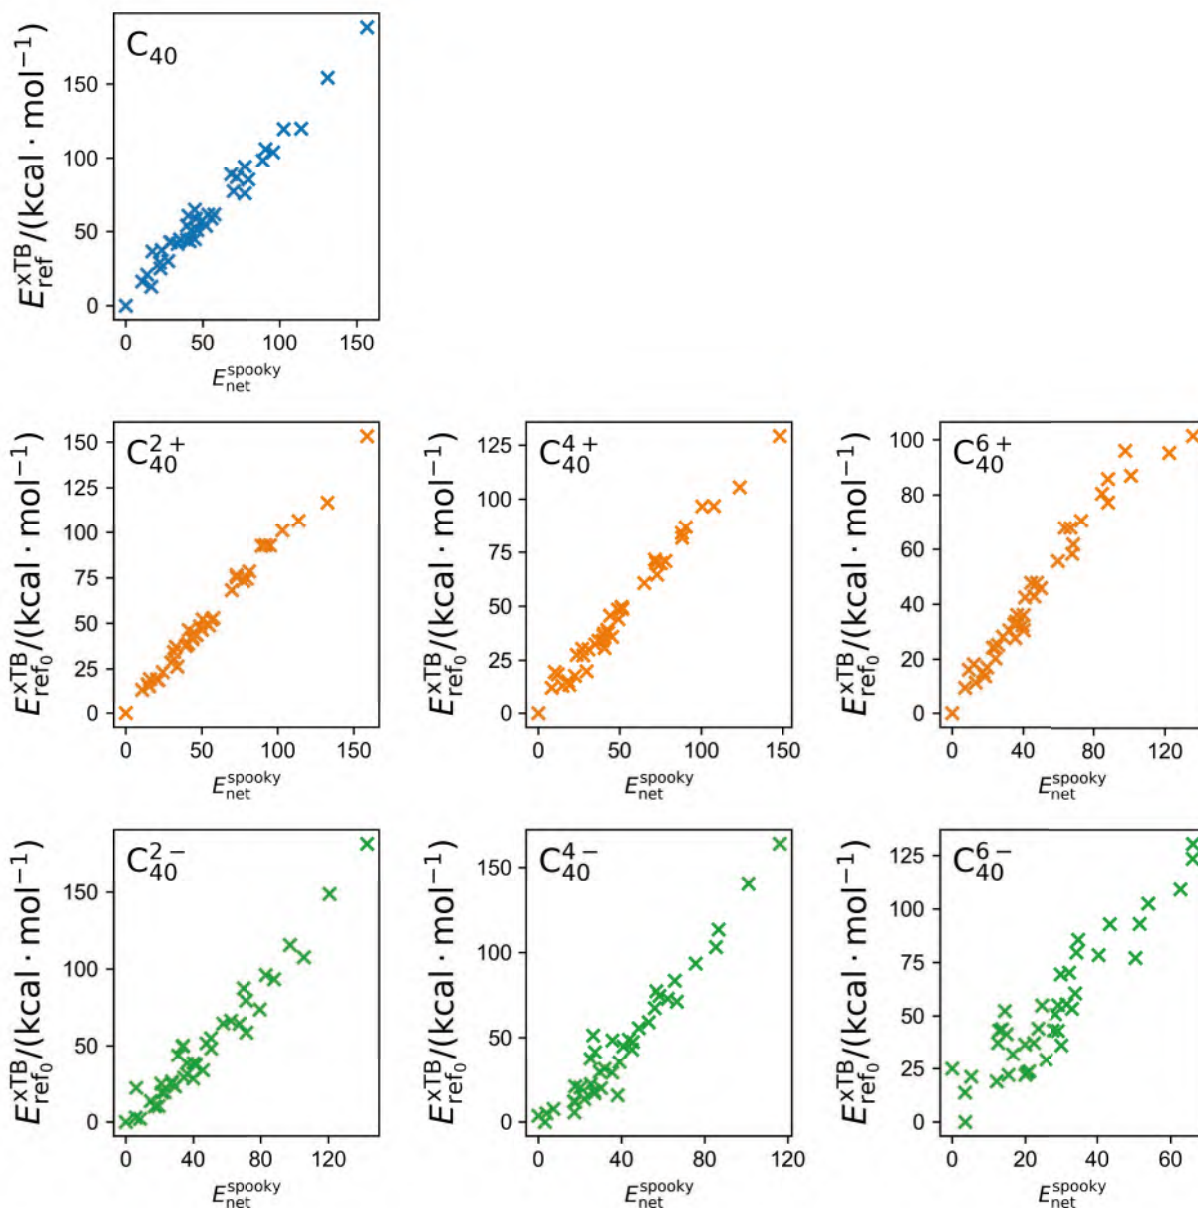 C40
E_ref^xTB/(kcal · mol−1)
150
100
50
0
0 50 100 150
E_net^spooky
C40^2+
E_ref0^xTB/(kcal · mol−1)
150
125
100
75
50
25
0
0 50 100 150
E_net^spooky
C40^4+
E_ref0^xTB/(kcal · mol−1)
125
100
75
50
25
0
0 50 100 150
E_net^spooky
C40^6+
E_ref0^xTB/(kcal · mol−1)
100
80
60
40
20
0
0 40 80 120
E_net^spooky
C40^2−
E_ref0^xTB/(kcal · mol−1)
150
100
50
0
0 40 80 120
E_net^spooky
C40^4−
E_ref0^xTB/(kcal · mol−1)
150
100
50
0
0 20 40 60 80 100 120
E_net^spooky
C40^6−
E_ref0^xTB/(kcal · mol−1)
125
100
75
50
25
0
0 20 40 60
E_net^spooky